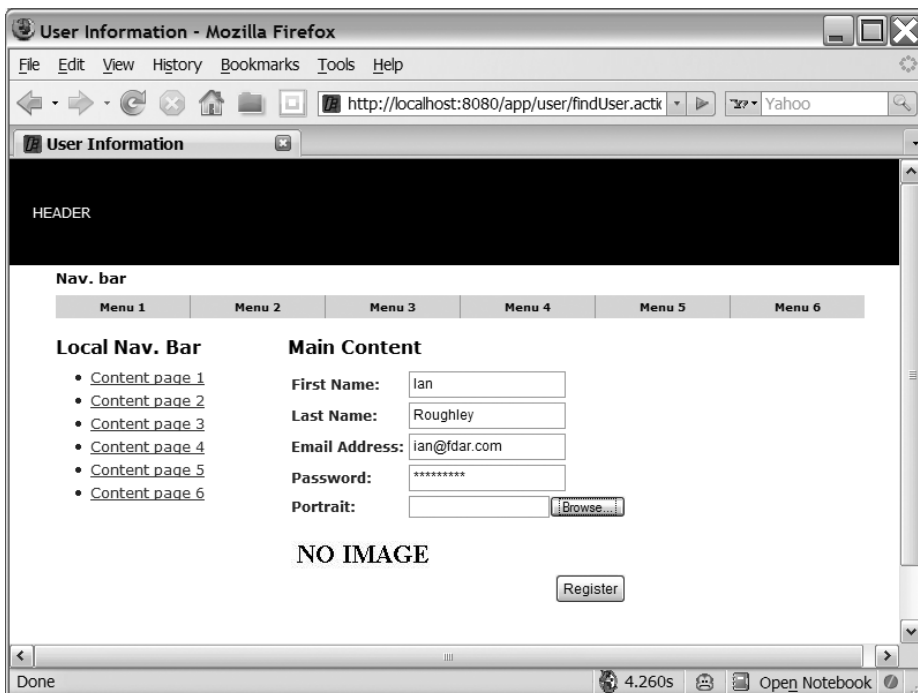 User Information - Mozilla Firefox
File Edit View History Bookmarks Tools Help
http://localhost:8080/app/user/findUser.actic Yahoo
User Information
HEADER
Nav. bar
Menu 1 Menu 2 Menu 3 Menu 4 Menu 5 Menu 6
Local Nav. Bar
Content page 1
Content page 2
Content page 3
Content page 4
Content page 5
Content page 6
Main Content
First Name: Ian
Last Name: Roughley
Email Address: ian@fdar.com
Password: *********
Portrait: Browse...
NO IMAGE
Register
Done 4.260s Open Notebook